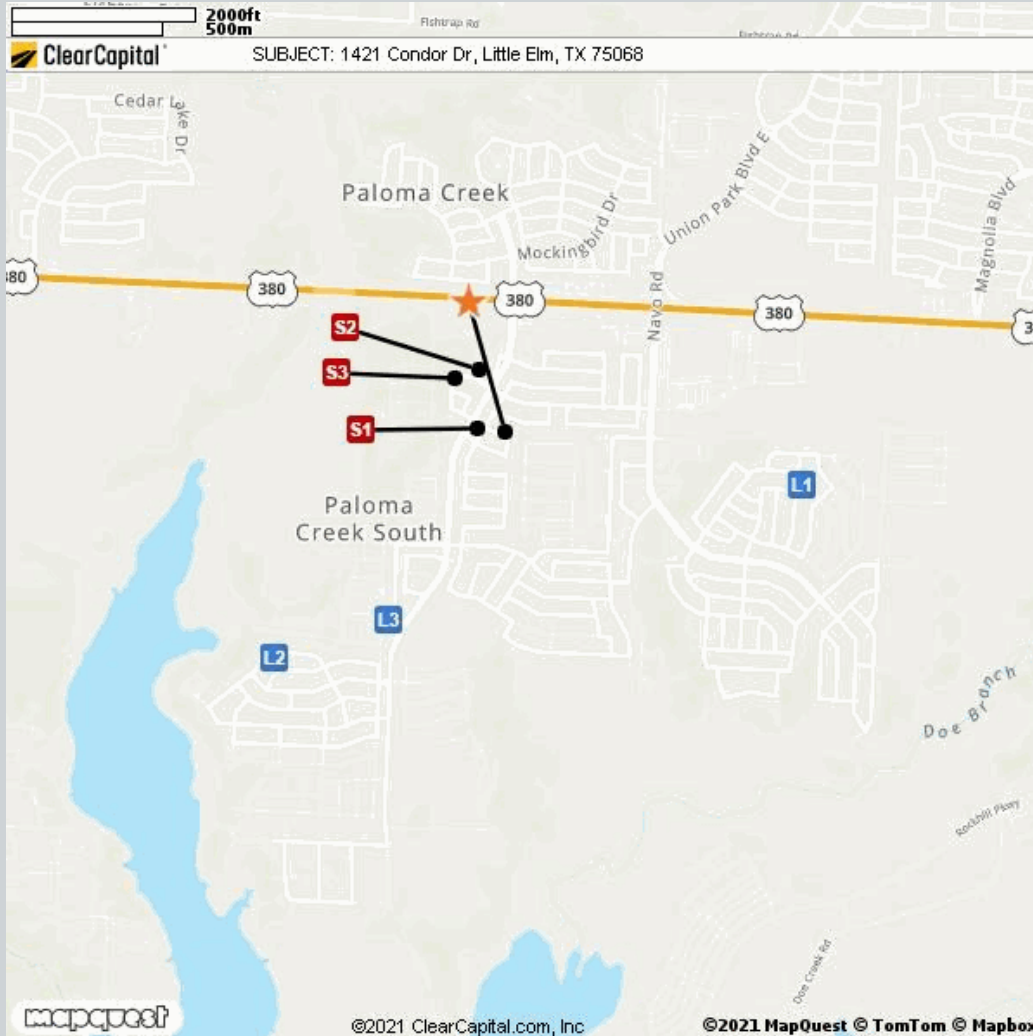 2000ft
500m
Fishtrap Rd
ClearCapital
SUBJECT: 1421 Condor Dr, Little Elm, TX 75068
Cedar Lake Dr
Paloma Creek
Mockingbird Dr
Union Park Blvd E
Magnolia Blvd
Navo Rd
380
380
380
380
S2
S3
S1
L1
Paloma
Creek South
L3
L2
Doe Branch
Rockhill Pkwy
Doe Creek Rd
mapquest
©2021 ClearCapital.com, Inc
©2021 MapQuest © TomTom © Mapbox